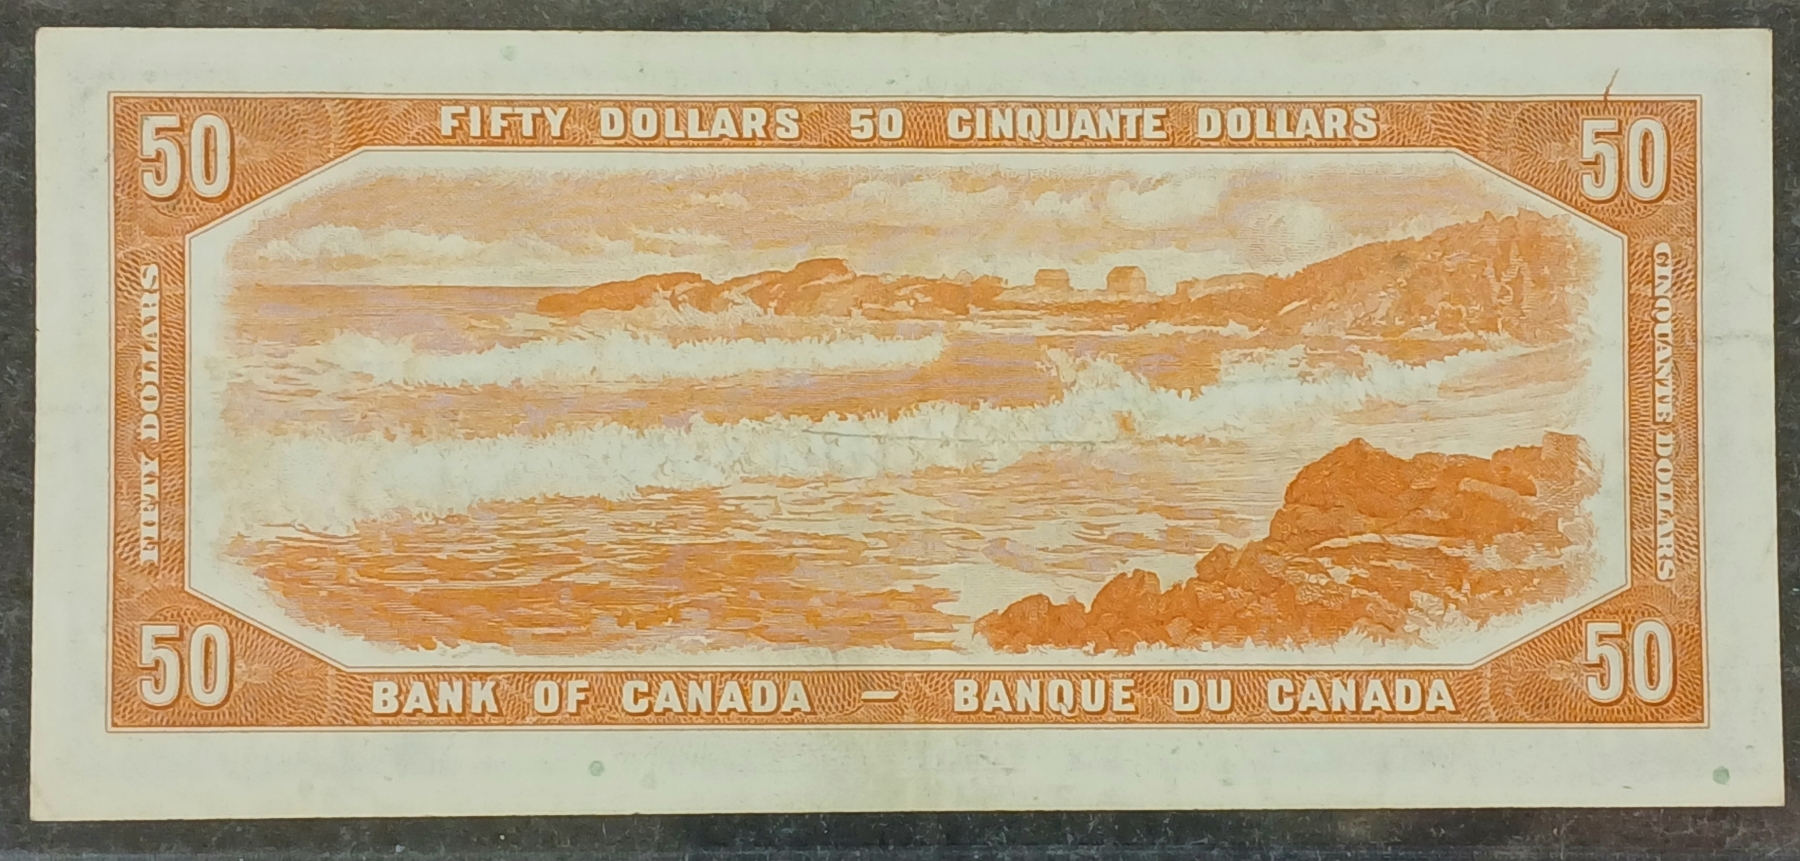 FIFTY DOLLARS 50 CINQUANTE DOLLARS
50
50
FIFTY DOLLARS
CINQUANTE DOLLARS
50
50
BANK OF CANADA — BANQUE DU CANADA